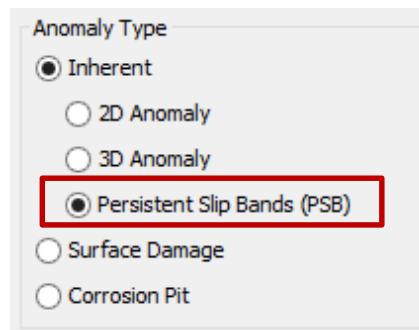 Anomaly Type
Inherent
2D Anomaly
3D Anomaly
Persistent Slip Bands (PSB)
Surface Damage
Corrosion Pit